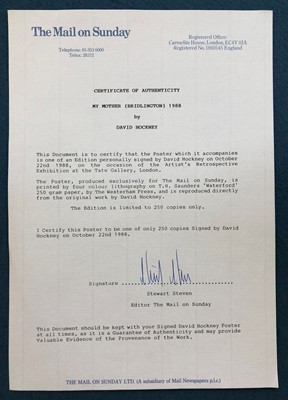 The Mail on Sunday
Registered Office:
Carmelite House, London, EC4Y 0JA
Registered No. 1160545 England
Telephone: 01-353 6000
Telex: 28372
CERTIFICATE OF AUTHENTICITY
MY MOTHER (BRIDLINGTON) 1988
by
DAVID HOCKNEY
This Document is to certify that the Poster which it accompanies
is one of an Edition personally signed by David Hockney on October
22nd 1988, on the occasion of the Artist's Retrospective
Exhibition at the Tate Gallery, London.
The Poster, produced exclusively for The Mail on Sunday, is
printed by four colour lithography on T.H. Saunders 'Waterford'
250 gram paper, by The Westerham Press, and is reproduced directly
from the original work by David Hockney.
The Edition is limited to 250 copies only.
I Certify this Poster to be one of only 250 copies Signed by David
Hockney on October 22nd 1988.
Signature
Stewart Steven
Editor The Mail on Sunday
This Document should be kept with your Signed David Hockney Poster
at all times, as it is a Guarantee of Authenticity and may provide
Valuable Evidence of the Provenance of the Work.
THE MAIL ON SUNDAY LTD. (A subsidiary of Mail Newspapers p.l.c.)